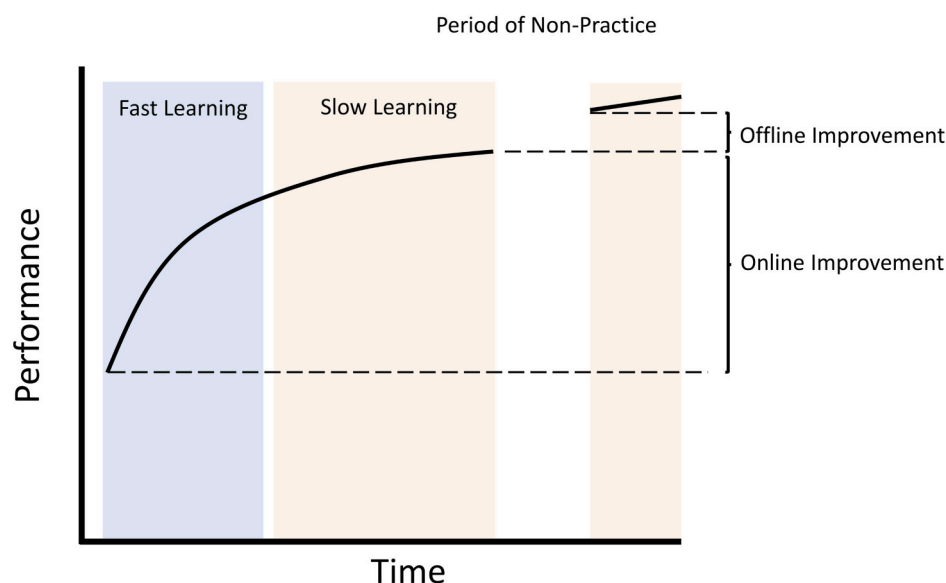 Period of Non-Practice
Fast Learning
Slow Learning
Offline Improvement
Online Improvement
Performance
Time